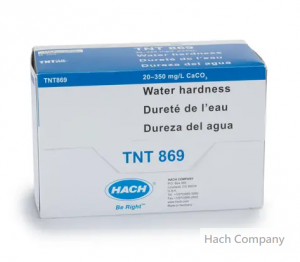 TNT869
20–350 mg/L CaCO₃
Water hardness
Dureté de l'eau
Dureza del agua
TNT 869
HACH
Be Right™
HACH COMPANY
Hach Company